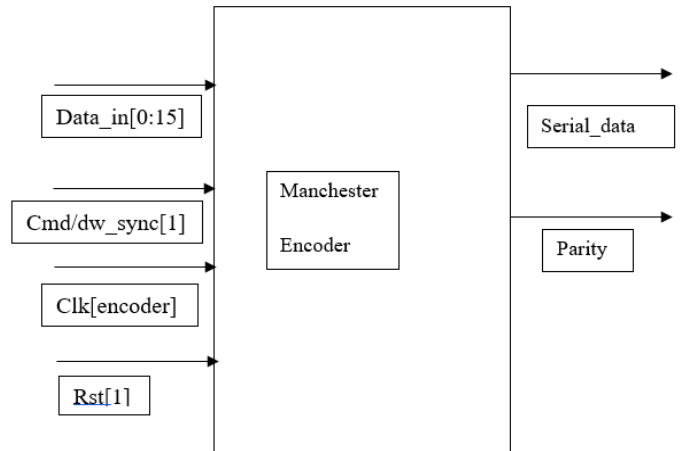 Data_in[0:15]
Serial_data
Manchester
Encoder
Cmd/dw_sync[1]
Parity
Clk[encoder]
Rst[1]